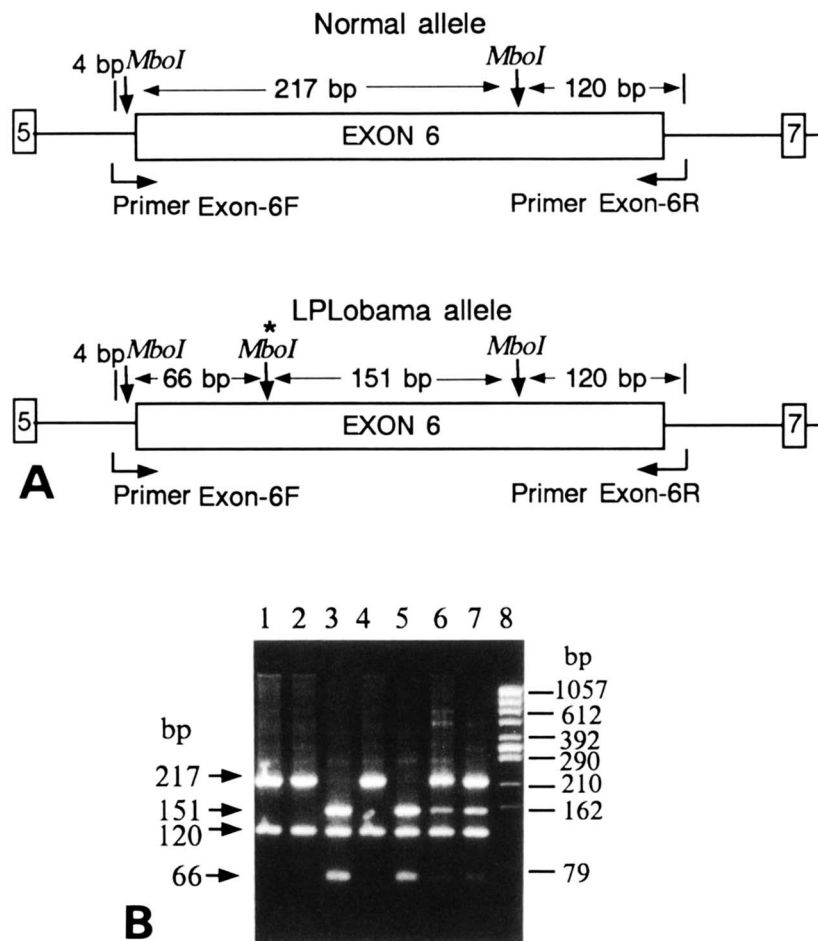 Normal allele
4 bp MboI MboI
217 bp 120 bp
5 EXON 6 7
Primer Exon-6F Primer Exon-6R
LPLobama allele
*
4 bp MboI MboI MboI
66 bp 151 bp 120 bp
5 EXON 6 7
A
Primer Exon-6F Primer Exon-6R
1 2 3 4 5 6 7 8
bp
1057
612
bp
392
290
217
210
151
162
120
66
79
B